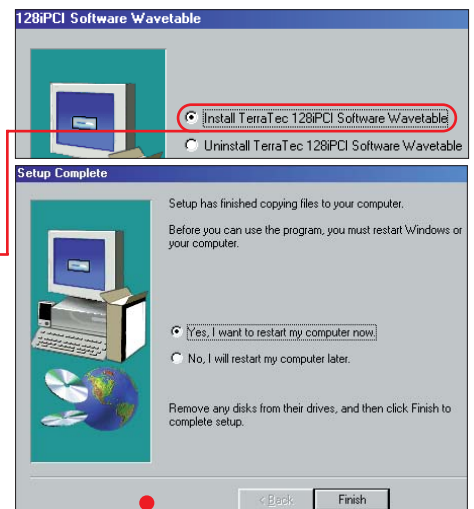 128iPCI Software Wavetable
Install TerraTec 128iPCI Software Wavetable
Uninstall TerraTec 128iPCI Software Wavetable
Setup Complete
Setup has finished copying files to your computer.
Before you can use the program, you must restart Windows or
your computer.
Yes, I want to restart my computer now.
No, I will restart my computer later.
Remove any disks from their drives, and then click Finish to
complete setup.
< Back
Finish